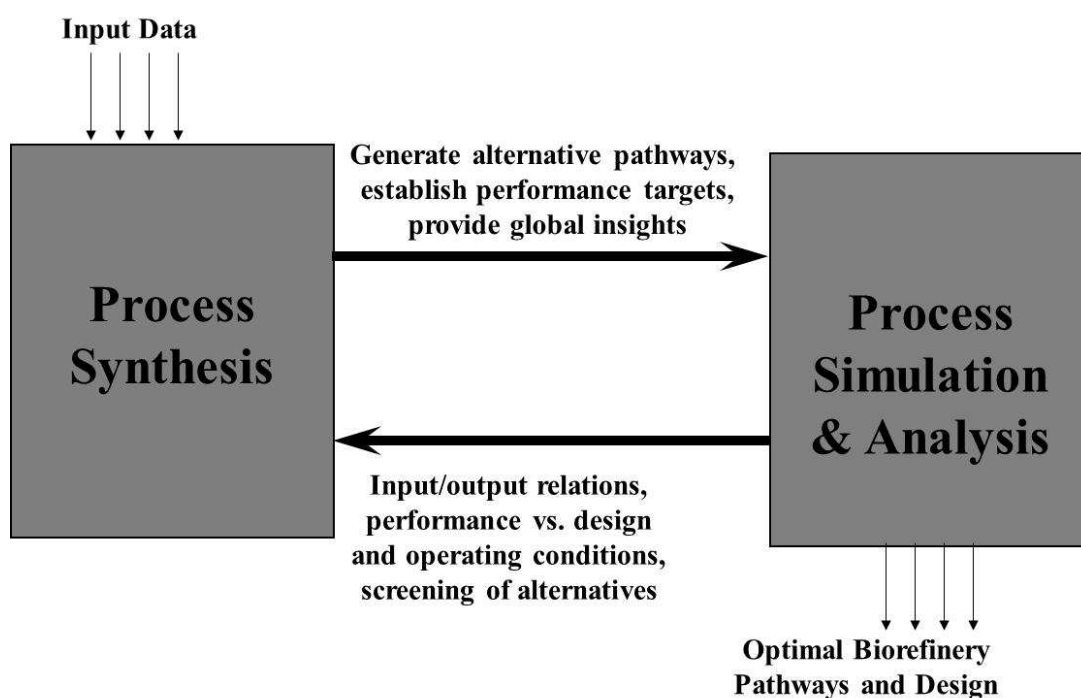 Input Data
Process
Synthesis
Generate alternative pathways,
establish performance targets,
provide global insights
Input/output relations,
performance vs. design
and operating conditions,
screening of alternatives
Process
Simulation
& Analysis
Optimal Biorefinery
Pathways and Design